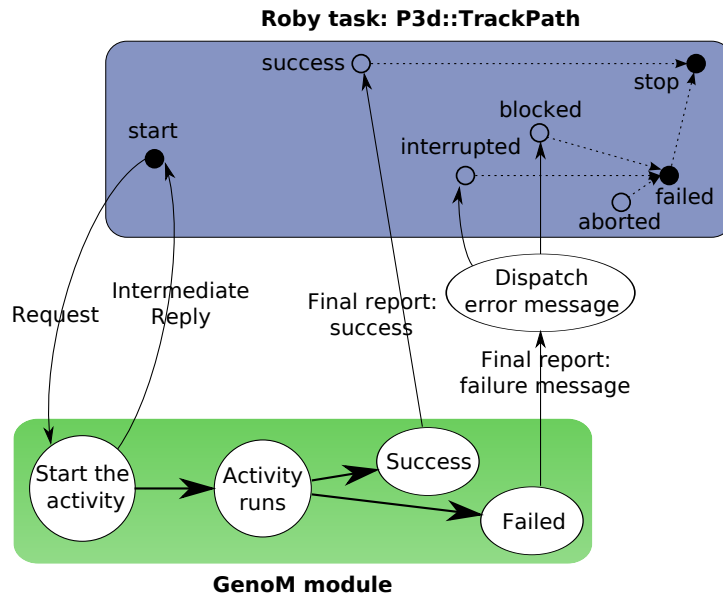 Roby task: P3d::TrackPath
success
stop
blocked
start
interrupted
failed
aborted
Dispatch
error message
Intermediate
Reply
Request
Final report:
success
Final report:
failure message
Start the
activity
Activity
runs
Success
Failed
GenoM module